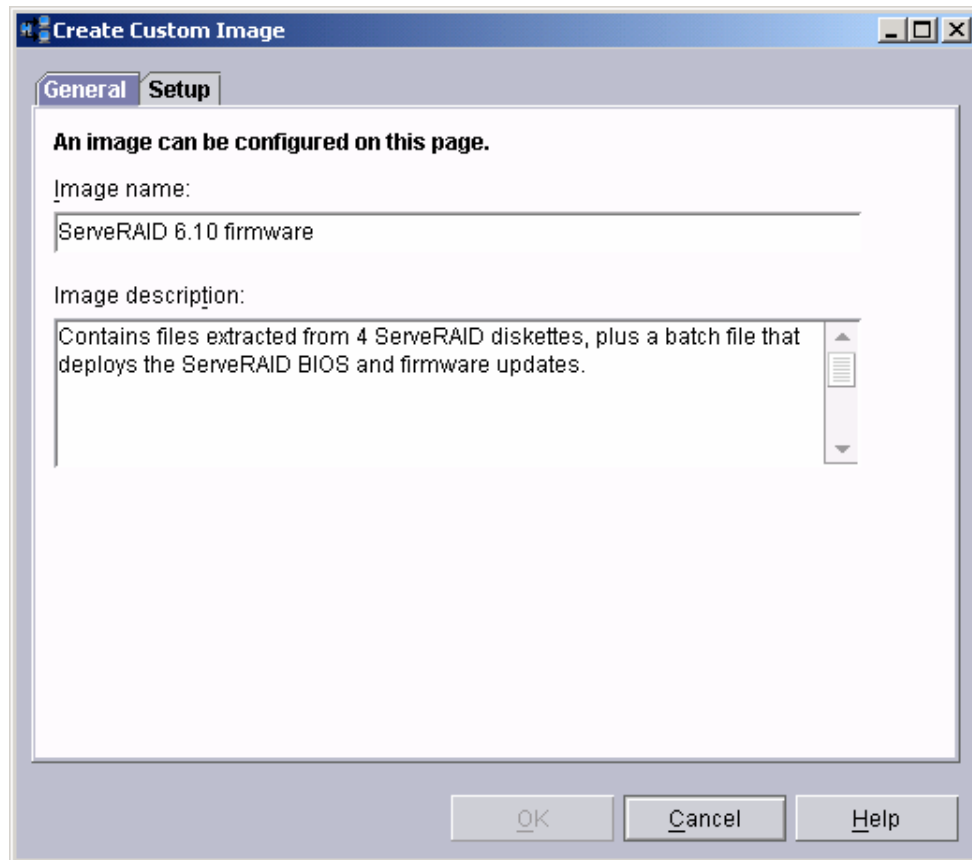 Create Custom Image
General Setup
An image can be configured on this page.
Image name:
ServeRAID 6.10 firmware
Image description:
Contains files extracted from 4 ServeRAID diskettes, plus a batch file that
deploys the ServeRAID BIOS and firmware updates.
OK Cancel Help